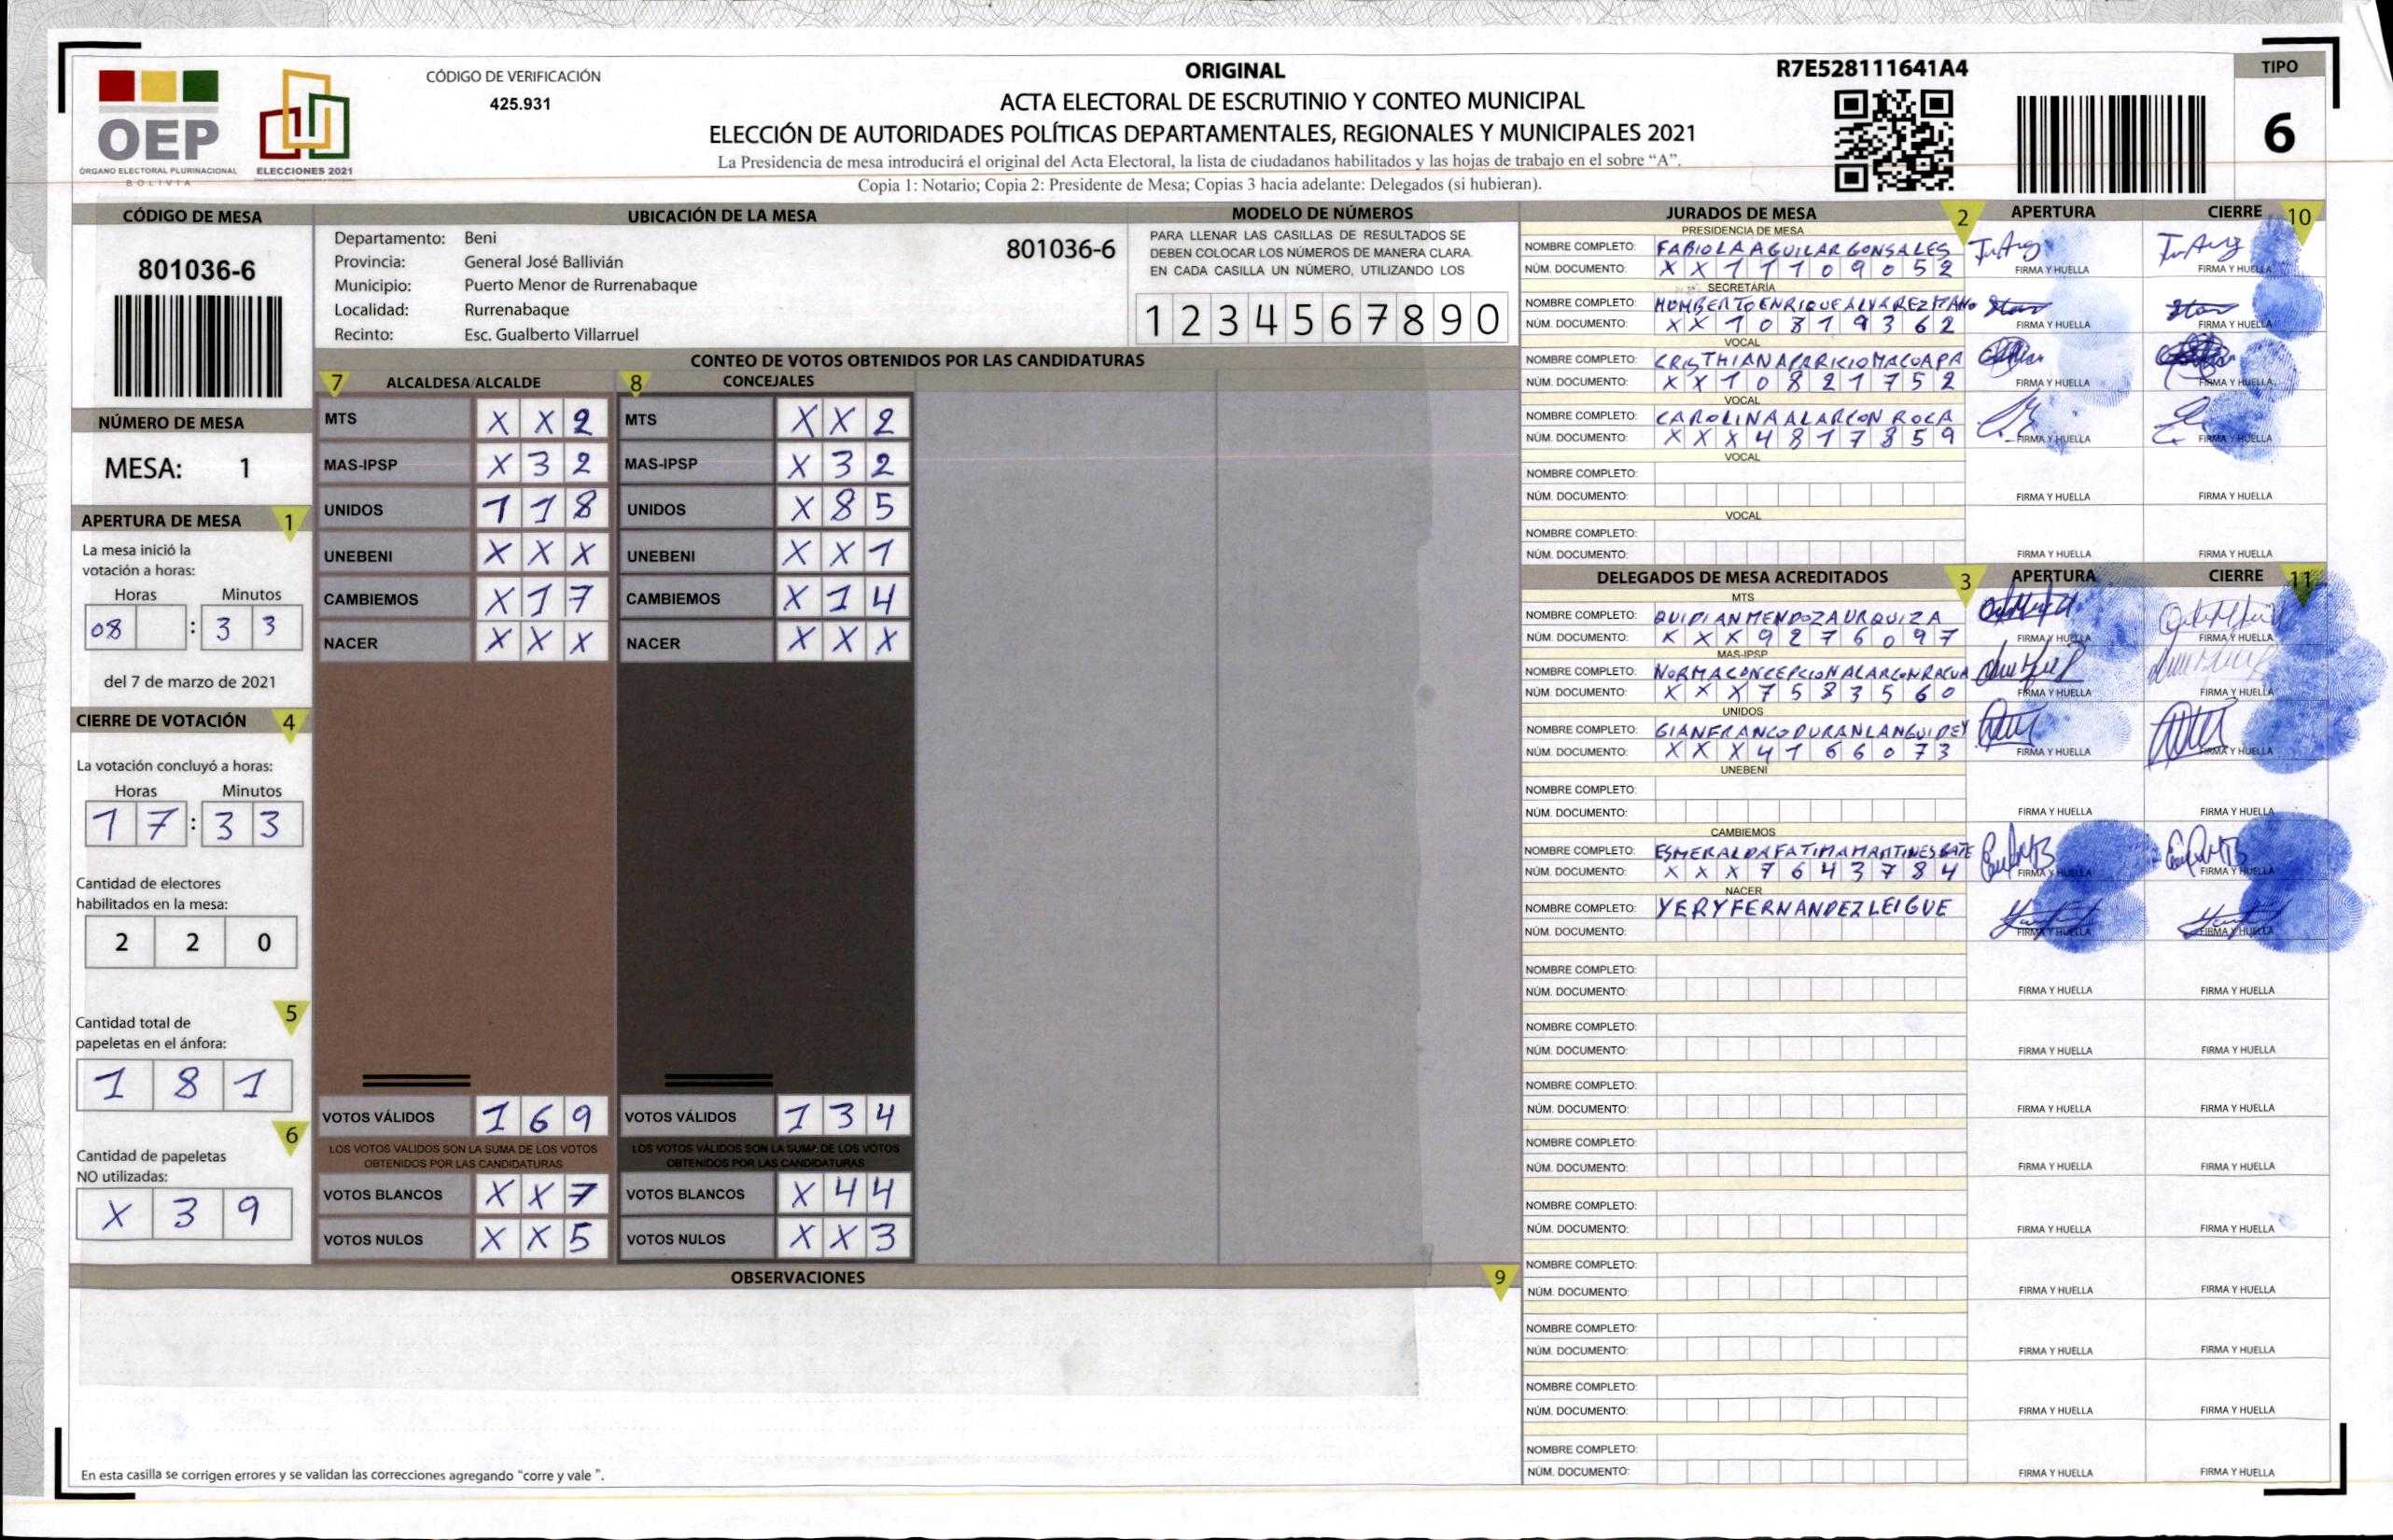 ORIGINAL
R7E528111641A4
TIPO
6
CÓDIGO DE VERIFICACIÓN
425.931
OEP
ÓRGANO ELECTORAL PLURINACIONAL
BOLIVIA
ELECCIONES 2021
ACTA ELECTORAL DE ESCRUTINIO Y CONTEO MUNICIPAL
ELECCIÓN DE AUTORIDADES POLÍTICAS DEPARTAMENTALES, REGIONALES Y MUNICIPALES 2021
La Presidencia de mesa introducirá el original del Acta Electoral, la lista de ciudadanos habilitados y las hojas de trabajo en el sobre “A”.
Copia 1: Notario; Copia 2: Presidente de Mesa; Copias 3 hacia adelante: Delegados (si hubieran).
CÓDIGO DE MESA
801036-6
NÚMERO DE MESA
MESA: 1
APERTURA DE MESA 1
La mesa inició la
votación a horas:
Horas Minutos
08 : 3 3
del 7 de marzo de 2021
CIERRE DE VOTACIÓN 4
La votación concluyó a horas:
Horas Minutos
1 7 : 3 3
Cantidad de electores
habilitados en la mesa:
2 2 0
5
Cantidad total de
papeletas en el ánfora:
1 8 1
6
Cantidad de papeletas
NO utilizadas:
X 3 9
UBICACIÓN DE LA MESA
Departamento: Beni
801036-6
Provincia: General José Ballivián
Municipio: Puerto Menor de Rurrenabaque
Localidad: Rurrenabaque
Recinto: Esc. Gualberto Villarruel
MODELO DE NÚMEROS
PARA LLENAR LAS CASILLAS DE RESULTADOS SE
DEBEN COLOCAR LOS NÚMEROS DE MANERA CLARA.
EN CADA CASILLA UN NÚMERO, UTILIZANDO LOS
1 2 3 4 5 6 7 8 9 0
CONTEO DE VOTOS OBTENIDOS POR LAS CANDIDATURAS
7 ALCALDESA/ALCALDE
MTS X X 2
MAS-IPSP X 3 2
UNIDOS 1 1 8
UNEBENI X X X
CAMBIEMOS X 1 7
NACER X X X
VOTOS VÁLIDOS 1 6 9
LOS VOTOS VÁLIDOS SON LA SUMA DE LOS VOTOS
OBTENIDOS POR LAS CANDIDATURAS
VOTOS BLANCOS X X 7
VOTOS NULOS X X 5
8 CONCEJALES
MTS X X 2
MAS-IPSP X 3 2
UNIDOS X 8 5
UNEBENI X X 1
CAMBIEMOS X 1 4
NACER X X X
VOTOS VÁLIDOS 1 3 4
LOS VOTOS VÁLIDOS SON LA SUMA DE LOS VOTOS
OBTENIDOS POR LAS CANDIDATURAS
VOTOS BLANCOS X 4 4
VOTOS NULOS X X 3
OBSERVACIONES 9
En esta casilla se corrigen errores y se validan las correcciones agregando “corre y vale ”.
JURADOS DE MESA 2 APERTURA CIERRE 10
PRESIDENCIA DE MESA
NOMBRE COMPLETO: FABIOLA AGUILAR GONSALES
NÚM. DOCUMENTO: X X 1 1 1 0 9 0 5 2 FIRMA Y HUELLA FIRMA Y HUELLA
SECRETARÍA
NOMBRE COMPLETO: HUMBERTO ENRIQUE ALVAREZ
NÚM. DOCUMENTO: X X 1 0 8 1 9 3 6 2 FIRMA Y HUELLA FIRMA Y HUELLA
VOCAL
NOMBRE COMPLETO: CRISTHIAN APARICIO MACOAPA
NÚM. DOCUMENTO: X X 1 0 8 2 1 7 5 2 FIRMA Y HUELLA FIRMA Y HUELLA
VOCAL
NOMBRE COMPLETO: CAROLINA ALARCON ROCA
NÚM. DOCUMENTO: X X X 4 8 1 7 8 5 9 FIRMA Y HUELLA FIRMA Y HUELLA
VOCAL
NOMBRE COMPLETO:
NÚM. DOCUMENTO: FIRMA Y HUELLA FIRMA Y HUELLA
VOCAL
NOMBRE COMPLETO:
NÚM. DOCUMENTO: FIRMA Y HUELLA FIRMA Y HUELLA
DELEGADOS DE MESA ACREDITADOS 3 APERTURA CIERRE 11
MTS
NOMBRE COMPLETO: QUIDIAN MENDOZA URQUIZA
NÚM. DOCUMENTO: X X X 9 2 7 6 0 9 7 FIRMA Y HUELLA FIRMA Y HUELLA
MAS-IPSP
NOMBRE COMPLETO: NORMA CONCEPCION ALARCON RACUA
NÚM. DOCUMENTO: X X X 7 5 8 3 5 6 0 FIRMA Y HUELLA FIRMA Y HUELLA
UNIDOS
NOMBRE COMPLETO: GIANFRANCO DURAN LANGUIDEY
NÚM. DOCUMENTO: X X X 4 1 6 6 0 7 3 FIRMA Y HUELLA FIRMA Y HUELLA
UNEBENI
NOMBRE COMPLETO:
NÚM. DOCUMENTO: FIRMA Y HUELLA FIRMA Y HUELLA
CAMBIEMOS
NOMBRE COMPLETO: ESMERALDA FATIMA MARTINES
NÚM. DOCUMENTO: X X X 7 6 4 3 7 8 4 FIRMA Y HUELLA FIRMA Y HUELLA
NACER
NOMBRE COMPLETO: YERY FERNANDEZ LEIGUE
NÚM. DOCUMENTO: FIRMA Y HUELLA FIRMA Y HUELLA
NOMBRE COMPLETO:
NÚM. DOCUMENTO: FIRMA Y HUELLA FIRMA Y HUELLA
NOMBRE COMPLETO:
NÚM. DOCUMENTO: FIRMA Y HUELLA FIRMA Y HUELLA
NOMBRE COMPLETO:
NÚM. DOCUMENTO: FIRMA Y HUELLA FIRMA Y HUELLA
NOMBRE COMPLETO:
NÚM. DOCUMENTO: FIRMA Y HUELLA FIRMA Y HUELLA
NOMBRE COMPLETO:
NÚM. DOCUMENTO: FIRMA Y HUELLA FIRMA Y HUELLA
NOMBRE COMPLETO:
NÚM. DOCUMENTO: FIRMA Y HUELLA FIRMA Y HUELLA
NOMBRE COMPLETO:
NÚM. DOCUMENTO: FIRMA Y HUELLA FIRMA Y HUELLA
NOMBRE COMPLETO:
NÚM. DOCUMENTO: FIRMA Y HUELLA FIRMA Y HUELLA
NOMBRE COMPLETO:
NÚM. DOCUMENTO: FIRMA Y HUELLA FIRMA Y HUELLA